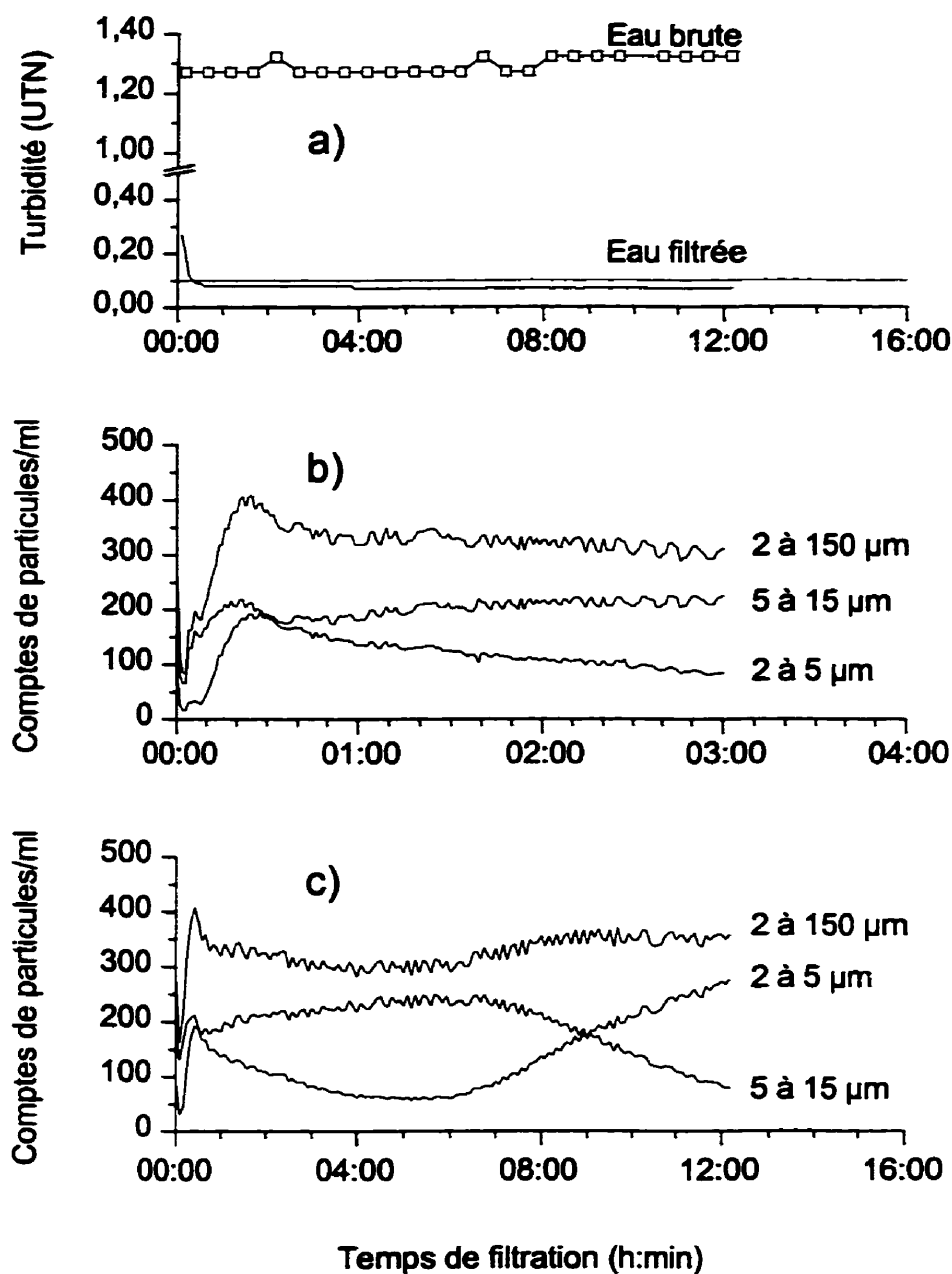 Turbidité (UTN)
1,40
1,20
1,00
0,40
0,20
0,00
Eau brute
a)
Eau filtrée
00:00 04:00 08:00 12:00 16:00
Comptes de particules/ml
500
400
300
200
100
0
b)
2 à 150 µm
5 à 15 µm
2 à 5 µm
00:00 01:00 02:00 03:00 04:00
Comptes de particules/ml
500
400
300
200
100
0
c)
2 à 150 µm
2 à 5 µm
5 à 15 µm
00:00 04:00 08:00 12:00 16:00
Temps de filtration (h:min)